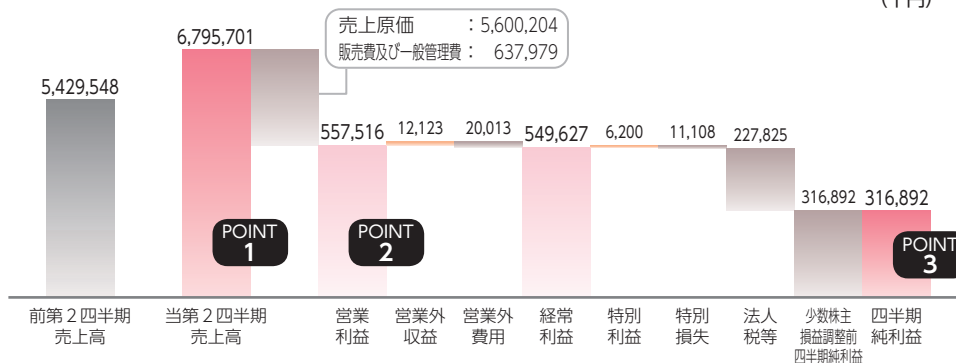 (千円)
売上原価 : 5,600,204
販売費及び一般管理費 : 637,979
6,795,701
5,429,548
557,516
12,123
20,013
549,627
6,200
11,108
227,825
316,892
316,892
POINT
1
POINT
2
POINT
3
前第2四半期
売上高
当第2四半期
売上高
営業
利益
営業外
収益
営業外
費用
経常
利益
特別
利益
特別
損失
法人
税等
少数株主
損益調整前
四半期純利益
四半期
純利益